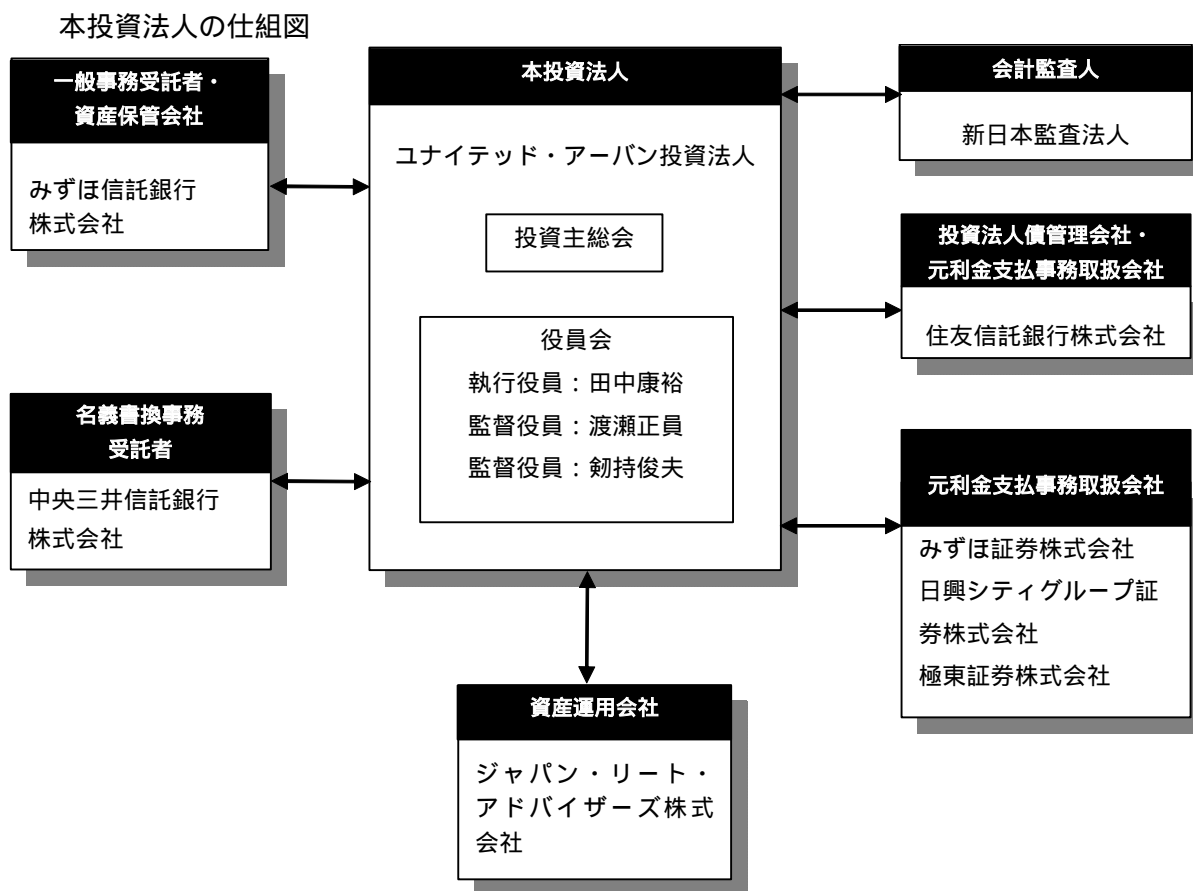 本投資法人の仕組図
一般事務受託者・
資産保管会社
みずほ信託銀行
株式会社
名義書換事務
受託者
中央三井信託銀行
株式会社
本投資法人
ユナイテッド・アーバン投資法人
投資主総会
役員会
執行役員：田中康裕
監督役員：渡瀬正員
監督役員：剱持俊夫
資産運用会社
ジャパン・リート・
アドバイザーズ株式
会社
会計監査人
新日本監査法人
投資法人債管理会社・
元利金支払事務取扱会社
住友信託銀行株式会社
元利金支払事務取扱会社
みずほ証券株式会社
日興シティグループ証
券株式会社
極東証券株式会社